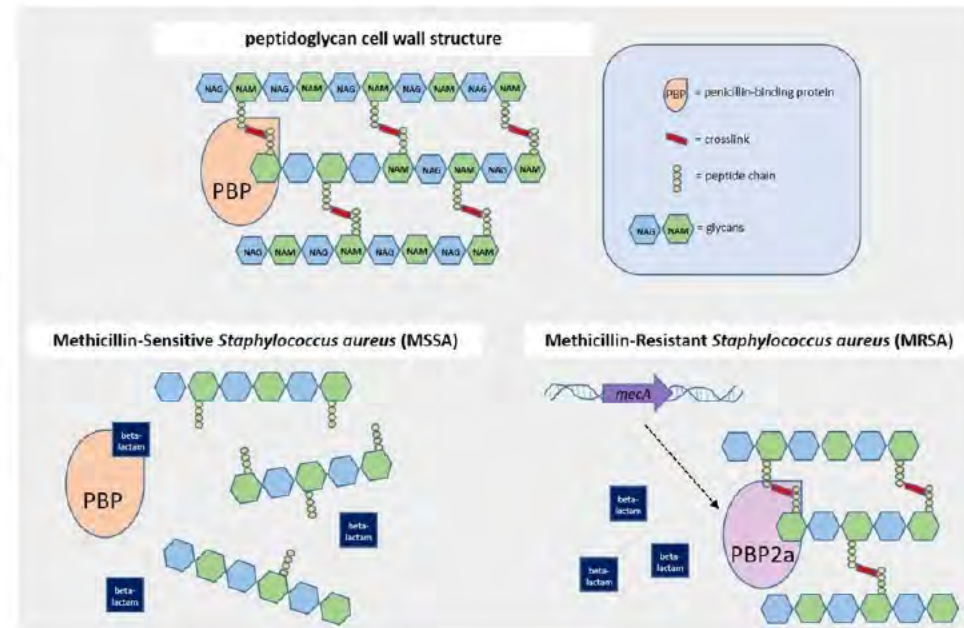 peptidoglycan cell wall structure
NAG NAM NAG NAM NAG NAM NAG NAM NAG NAM
PBP
NAM NAG NAM NAG NAM
NAG NAM NAG NAM NAG NAM NAG NAM
PBP = penicillin-binding protein
= crosslink
= peptide chain
NAG NAM = glycans
Methicillin-Sensitive Staphylococcus aureus (MSSA)
beta-
lactam
PBP
beta-
lactam
beta-
lactam
Methicillin-Resistant Staphylococcus aureus (MRSA)
mecA
beta-
lactam
beta-
lactam
beta-
lactam
PBP2a